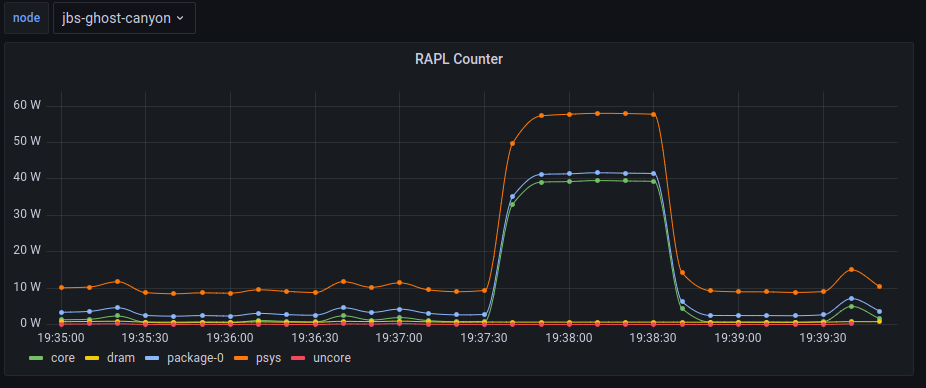 node jbs-ghost-canyon
RAPL Counter
60 W
50 W
40 W
30 W
20 W
10 W
0 W
19:35:00 19:35:30 19:36:00 19:36:30 19:37:00 19:37:30 19:38:00 19:38:30 19:39:00 19:39:30
core dram package-0 psys uncore